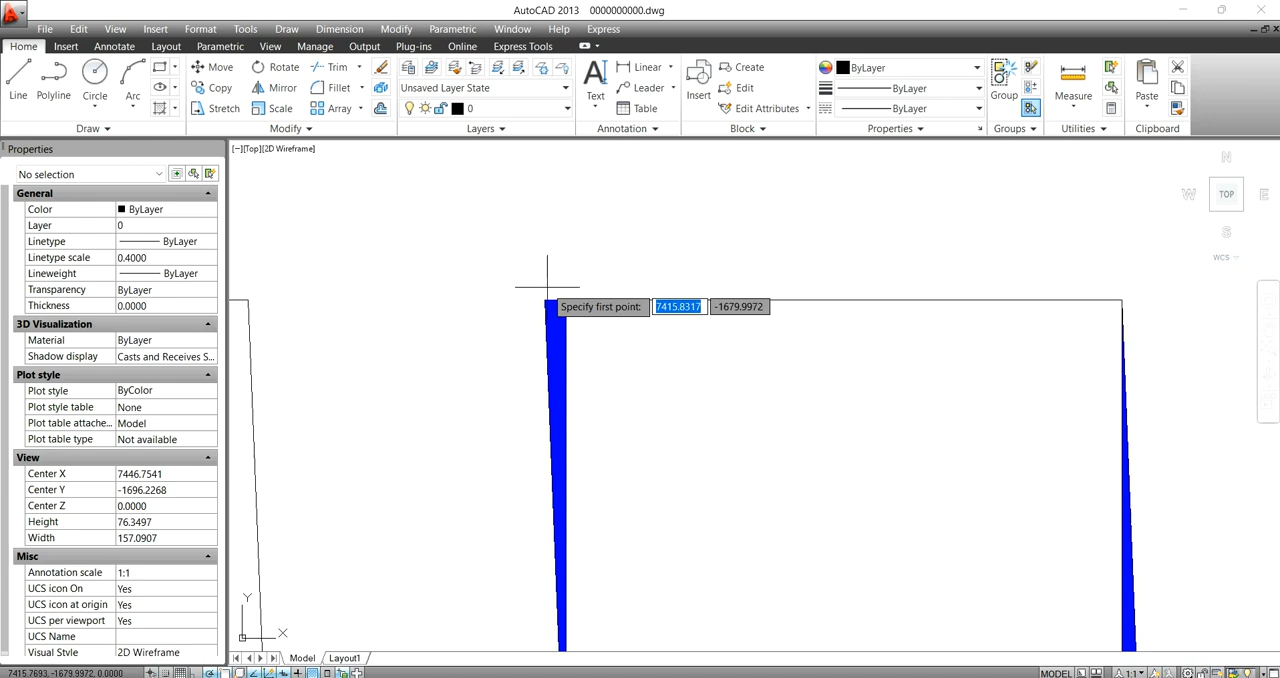 AutoCAD 2013 0000000000.dwg
File Edit View Insert Format Tools Draw Dimension Modify Parametric Window Help Express
Home Insert Annotate Layout Parametric View Manage Output Plug-ins Online Express Tools
Line Polyline Circle Arc
Move Rotate Trim
Copy Mirror Fillet
Stretch Scale Array
Unsaved Layer State
0
Text
Linear
Leader
Table
Insert
Create
Edit
Edit Attributes
ByLayer
ByLayer
ByLayer
Group
Measure
Paste
Draw Modify Layers Annotation Block Properties Groups Utilities Clipboard
Properties
No selection
General
Color ByLayer
Layer 0
Linetype ByLayer
Linetype scale 0.4000
Lineweight ByLayer
Transparency ByLayer
Thickness 0.0000
3D Visualization
Material ByLayer
Shadow display Casts and Receives S...
Plot style
Plot style ByColor
Plot style table None
Plot table attache... Model
Plot table type Not available
View
Center X 7446.7541
Center Y -1696.2268
Center Z 0.0000
Height 76.3497
Width 157.0907
Misc
Annotation scale 1:1
UCS icon On Yes
UCS icon at origin Yes
UCS per viewport Yes
UCS Name
Visual Style 2D Wireframe
[−][Top][2D Wireframe]
Specify first point: 7415.8317 -1679.9972
N
W TOP E
S
WCS
Y
X
Model Layout1
7415.7693, -1679.9972, 0.0000
MODEL 1:1